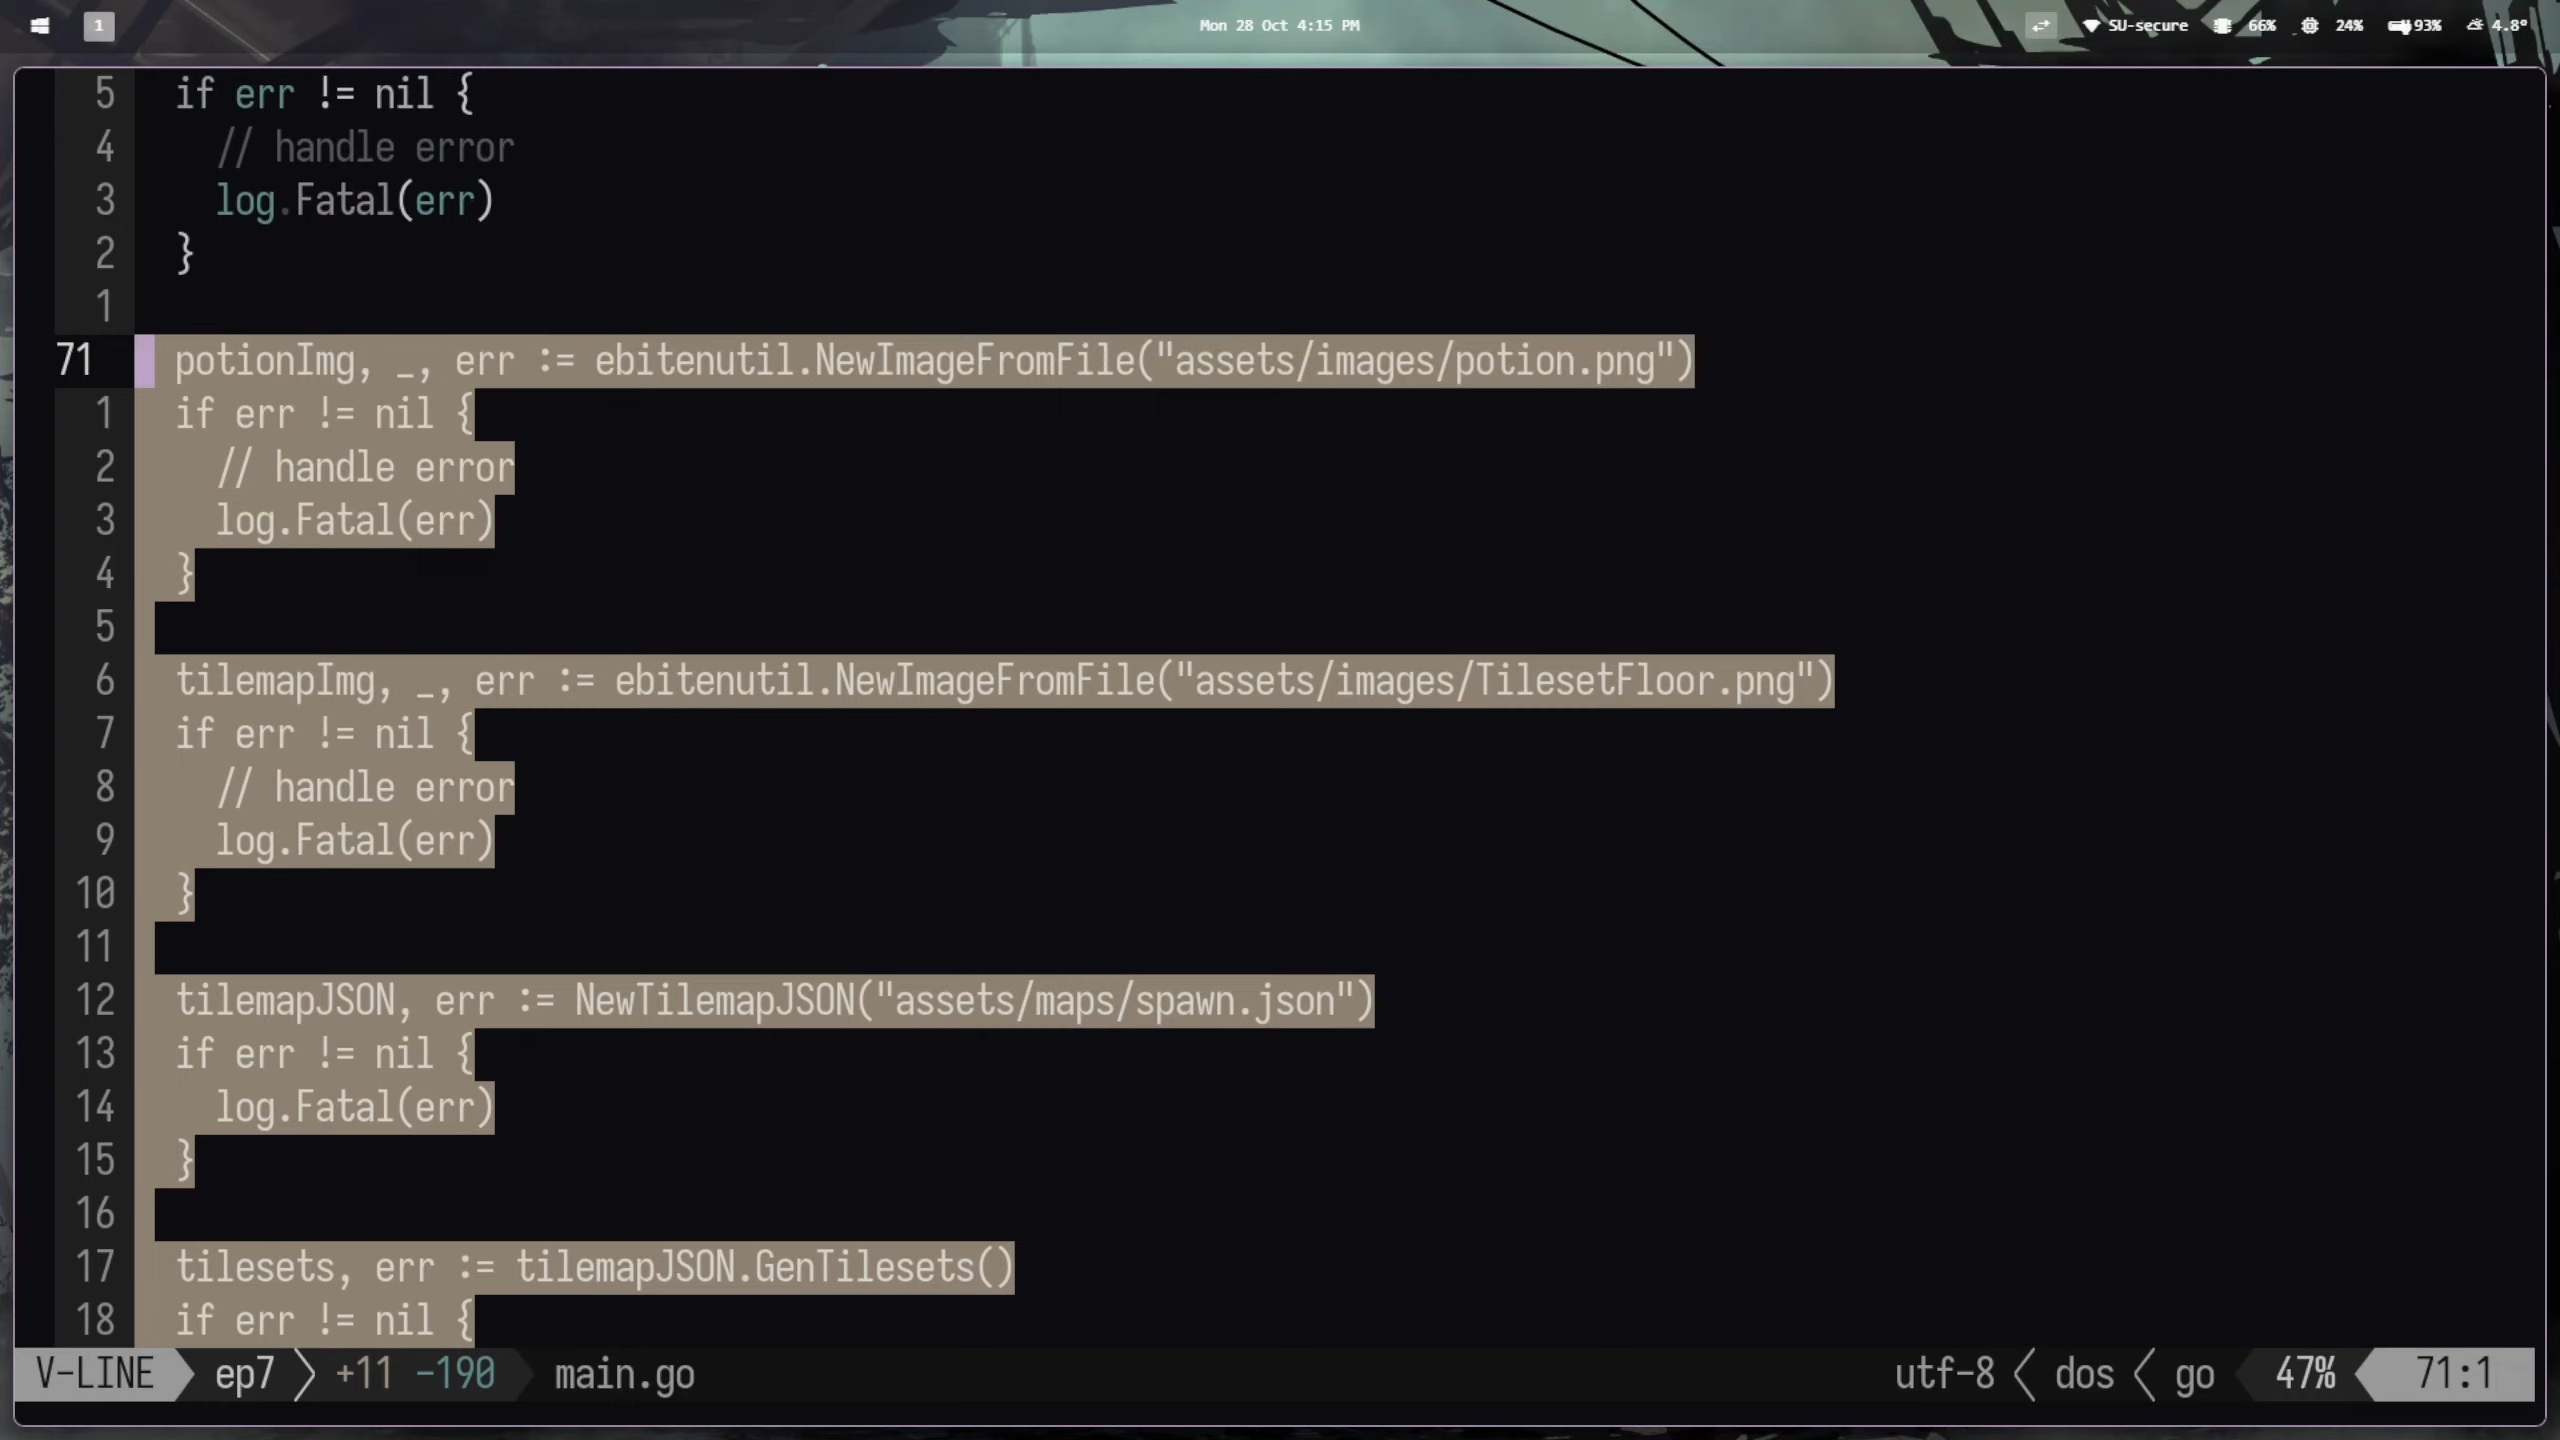 1 Mon 28 Oct 4:15 PM SU-secure 66% 24% 93% 4.8°
5 if err != nil {
4 // handle error
3 log.Fatal(err)
2 }
1
71 potionImg, _, err := ebitenutil.NewImageFromFile("assets/images/potion.png")
1 if err != nil {
2 // handle error
3 log.Fatal(err)
4 }
5
6 tilemapImg, _, err := ebitenutil.NewImageFromFile("assets/images/TilesetFloor.png")
7 if err != nil {
8 // handle error
9 log.Fatal(err)
10 }
11
12 tilemapJSON, err := NewTilemapJSON("assets/maps/spawn.json")
13 if err != nil {
14 log.Fatal(err)
15 }
16
17 tilesets, err := tilemapJSON.GenTilesets()
18 if err != nil {
V-LINE ep7 +11 -190 main.go utf-8 dos go 47% 71:1